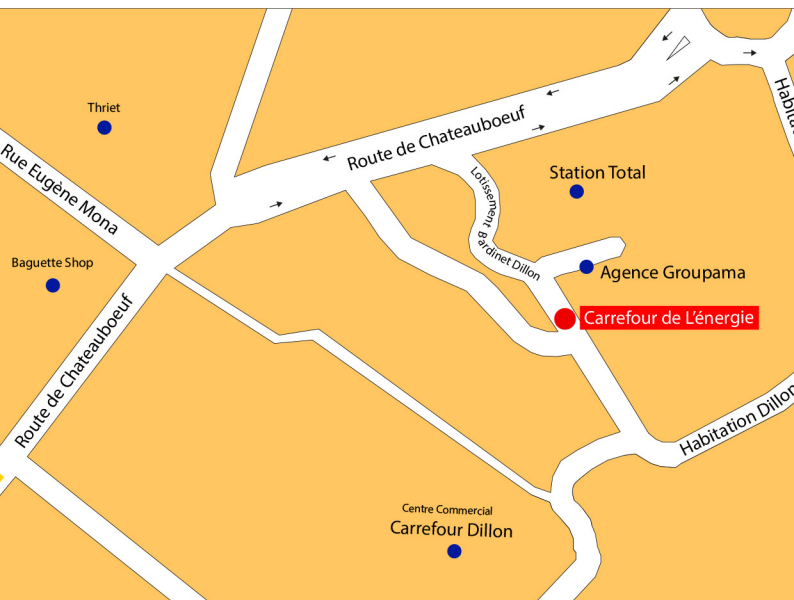 Thriet
Rue Eugène Mona
Baguette Shop
Route de Chateauboeuf
Route de Chateauboeuf
Lotissement Bardinet Dillon
Station Total
Agence Groupama
Carrefour de L'énergie
Habitation Dillon
Centre Commercial
Carrefour Dillon